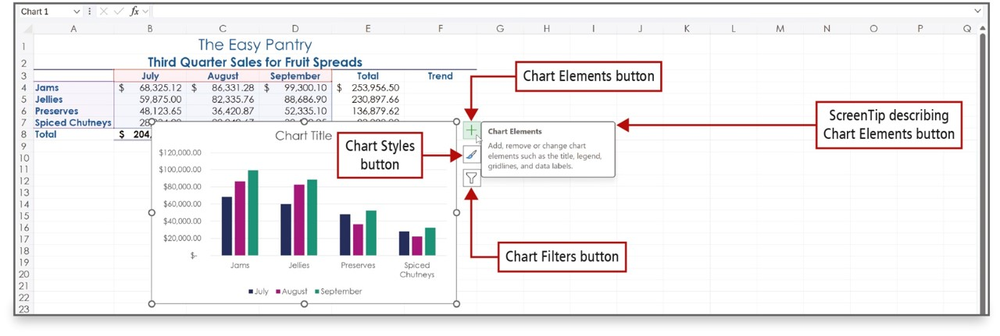 Chart 1
fx
A B C D E F G H I J K L M N O P Q
1 The Easy Pantry
2 Third Quarter Sales for Fruit Spreads
3 July August September Total Trend
4 Jams $ 68,325.12 $ 86,331.28 $ 99,300.10 $ 253,956.50
5 Jellies 59,875.00 82,335.76 88,686.90 230,897.66
6 Preserves 48,123.65 36,420.87 52,335.10 136,879.62
7 Spiced Chutneys
8 Total $ 204,
9
10
11
12
13
14
15
16
17
18
19
20
21
22
23
Chart Title
$120,000.00
$100,000.00
$80,000.00
$60,000.00
$40,000.00
$20,000.00
$-
Jams Jellies Preserves Spiced
Chutneys
July August September
Chart Elements button
Chart Elements
Add, remove or change chart
elements such as the title, legend,
gridlines, and data labels.
ScreenTip describing
Chart Elements button
Chart Styles
button
Chart Filters button